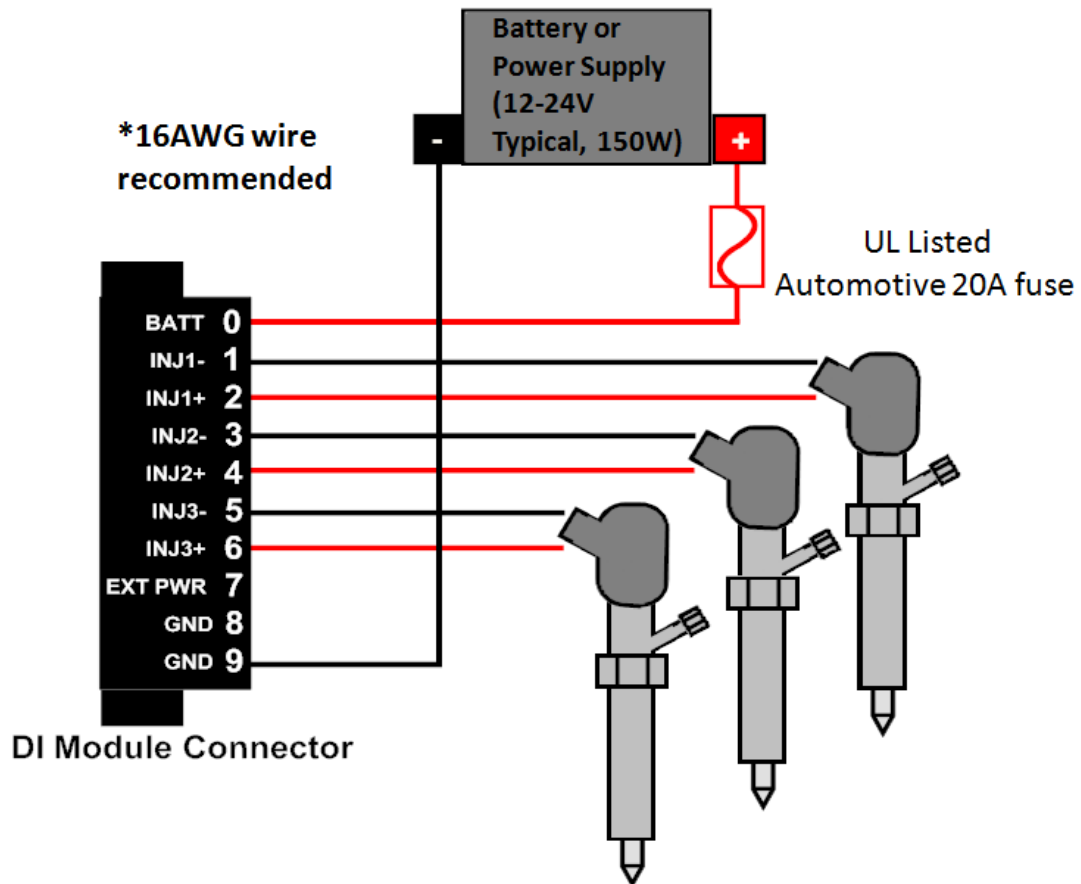 Battery or
Power Supply
(12-24V
Typical, 150W)
-
+
*16AWG wire
recommended
UL Listed
Automotive 20A fuse
BATT 0
INJ1- 1
INJ1+ 2
INJ2- 3
INJ2+ 4
INJ3- 5
INJ3+ 6
EXT PWR 7
GND 8
GND 9
DI Module Connector